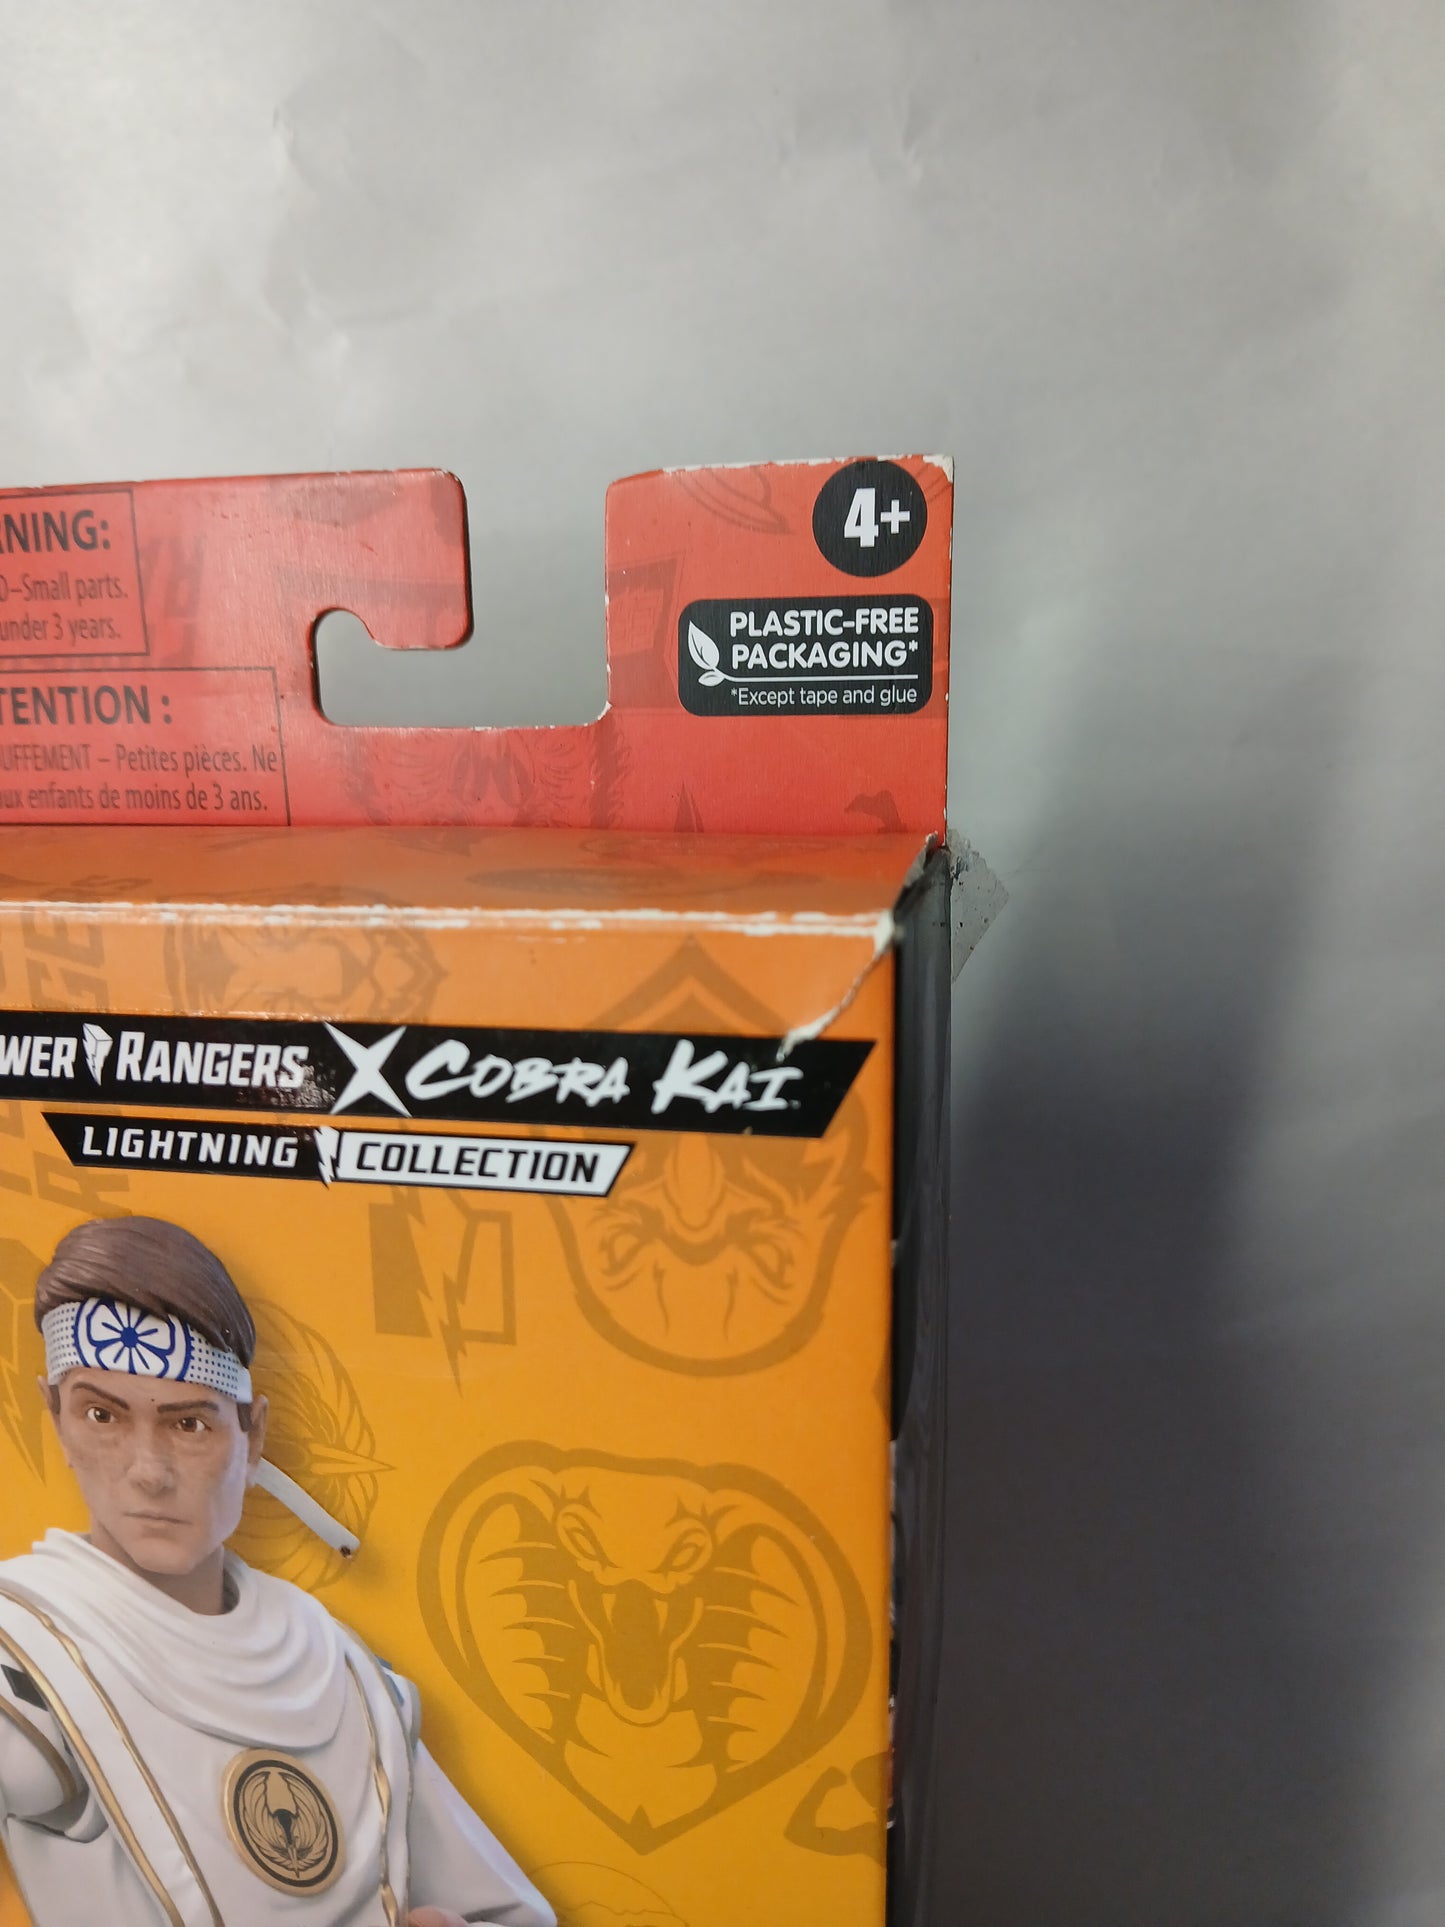 4+
PLASTIC-FREE
PACKAGING*
*Except tape and glue
NING:
–Small parts.
under 3 years.
TENTION :
UFFEMENT – Petites pièces. Ne
ux enfants de moins de 3 ans.
WER RANGERS X COBRA KAI
LIGHTNING COLLECTION